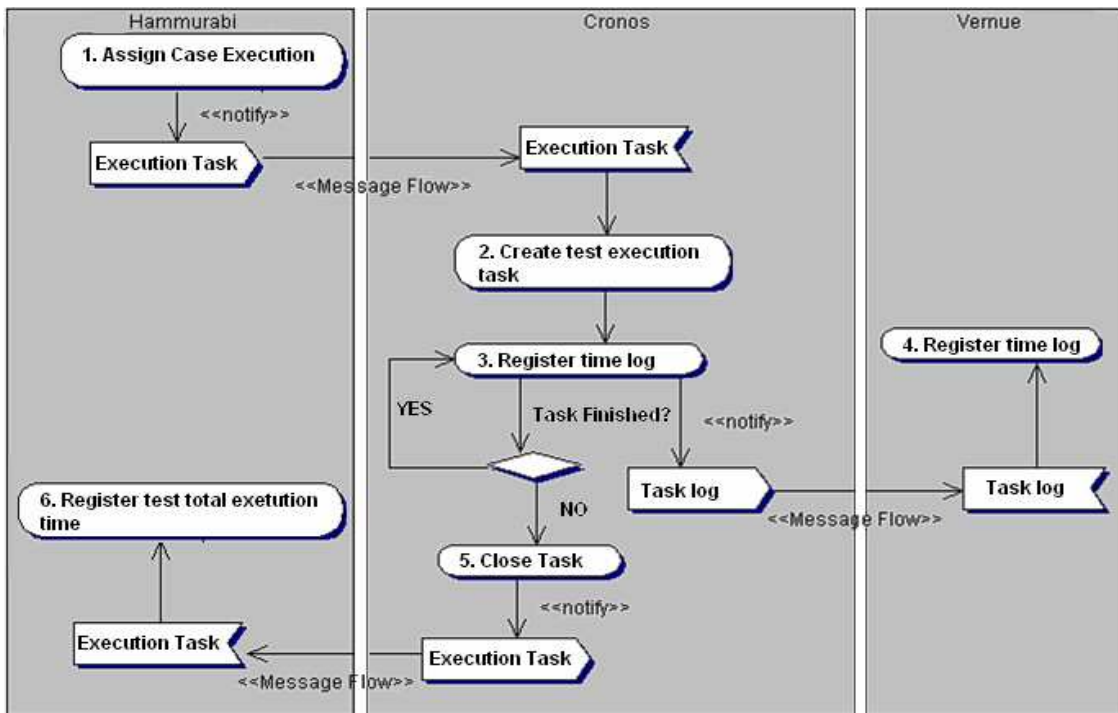 Hammurabi
Cronos
Vernue
1. Assign Case Execution
<<notify>>
Execution Task
<<Message Flow>>
Execution Task
2. Create test execution
task
3. Register time log
4. Register time log
YES
Task Finished?
<<notify>>
Task log
<<Message Flow>>
Task log
NO
5. Close Task
<<notify>>
Execution Task
<<Message Flow>>
Execution Task
6. Register test total exetution
time